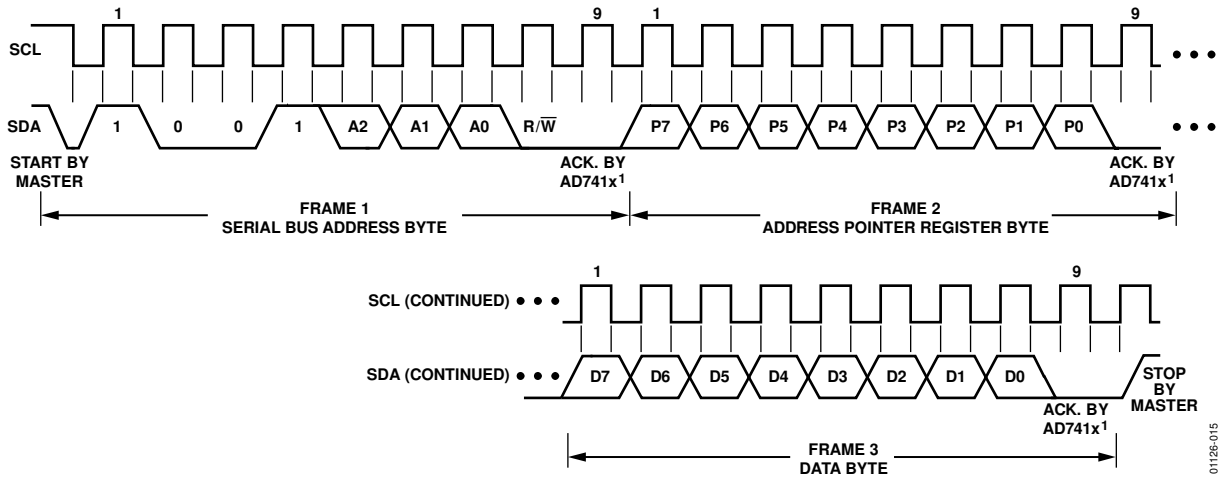 1 9 1 9
SCL
SDA 1 0 0 1 A2 A1 A0 R/W̅ P7 P6 P5 P4 P3 P2 P1 P0
START BY MASTER
ACK. BY AD741x¹
ACK. BY AD741x¹
FRAME 1
SERIAL BUS ADDRESS BYTE
FRAME 2
ADDRESS POINTER REGISTER BYTE
1 9
SCL (CONTINUED)
SDA (CONTINUED) D7 D6 D5 D4 D3 D2 D1 D0
STOP BY MASTER
ACK. BY AD741x¹
FRAME 3
DATA BYTE
01126-015